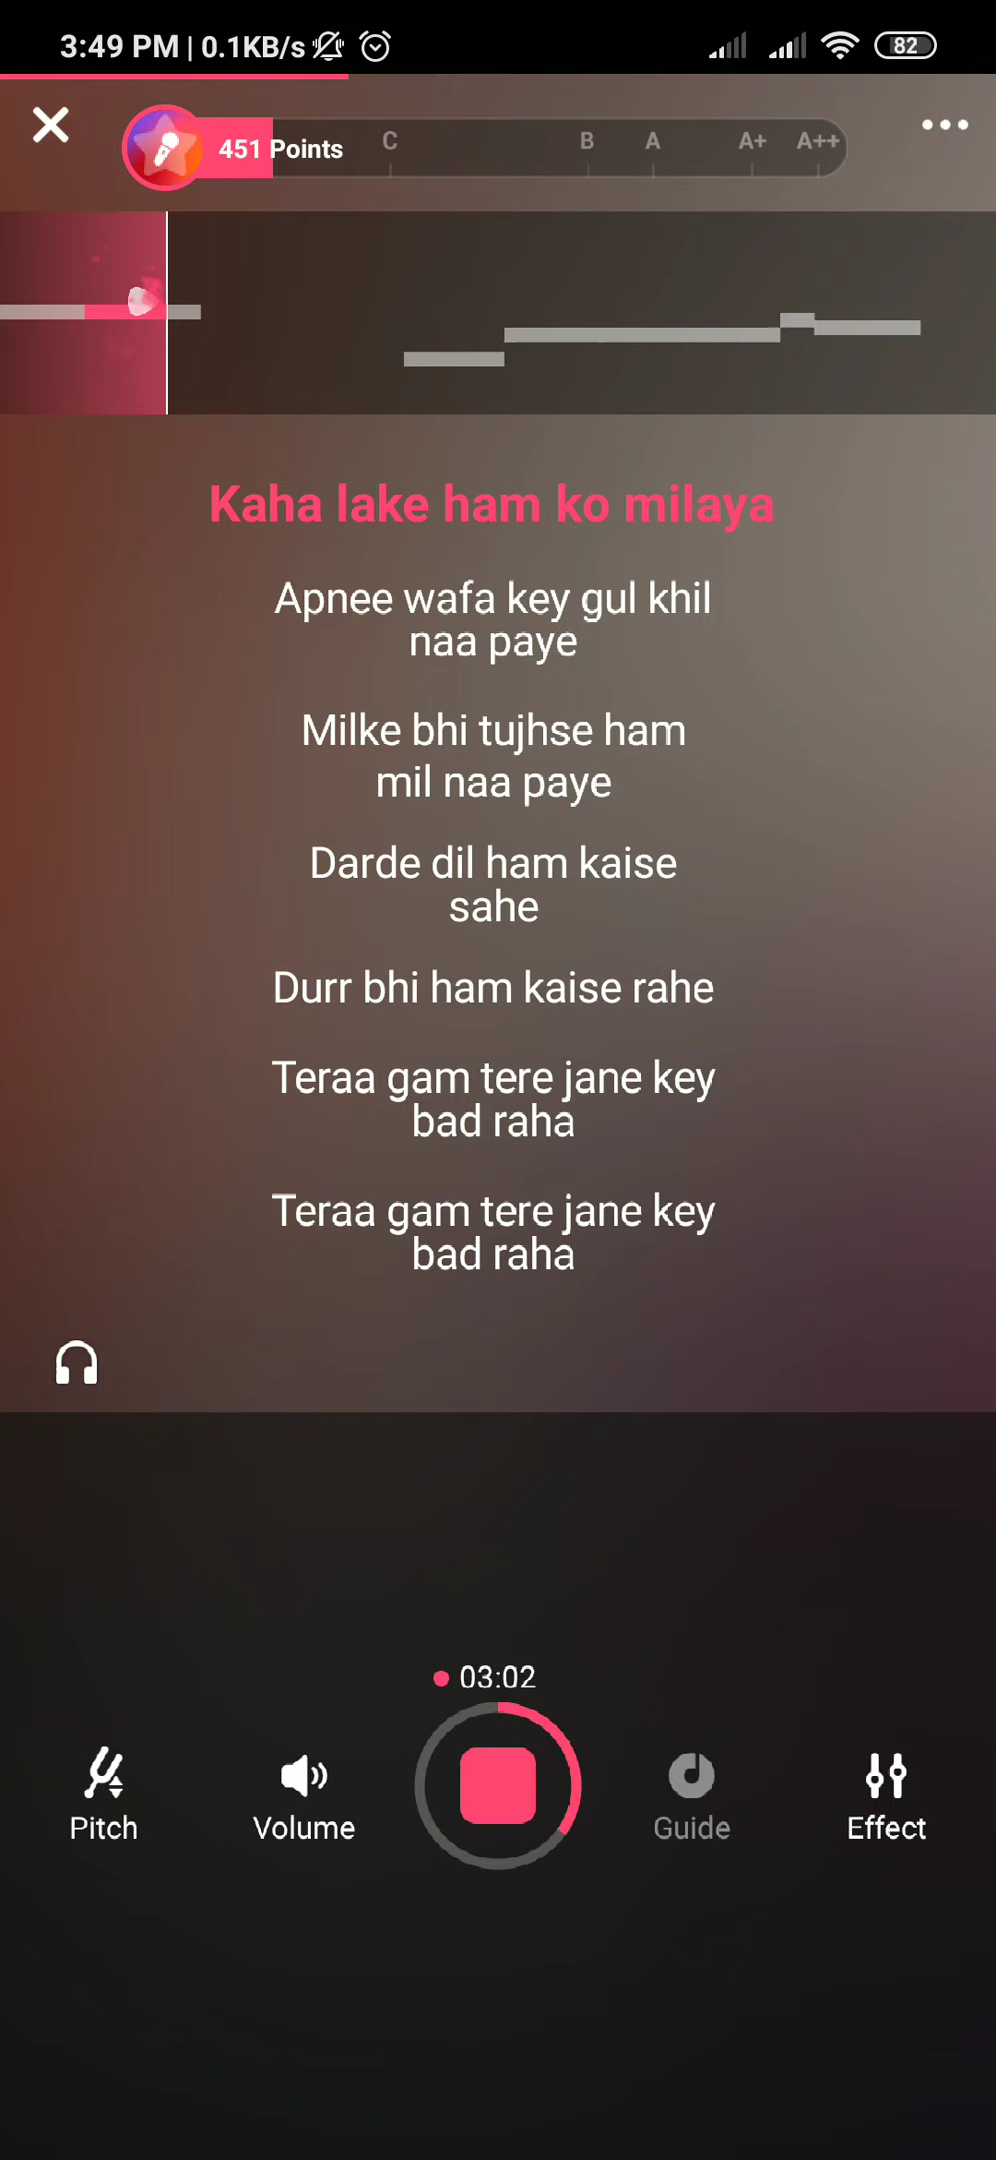 3:49 PM | 0.1KB/s
82
451 Points
C
B
A
A+
A++
Kaha lake ham ko milaya
Apnee wafa key gul khil
naa paye
Milke bhi tujhse ham
mil naa paye
Darde dil ham kaise
sahe
Durr bhi ham kaise rahe
Teraa gam tere jane key
bad raha
Teraa gam tere jane key
bad raha
03:02
Pitch
Volume
Guide
Effect